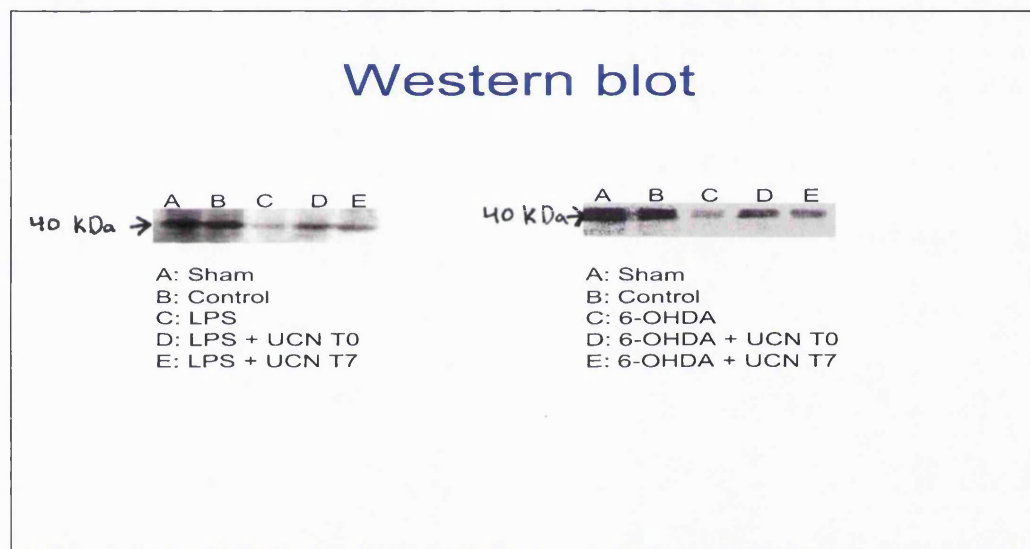 Western blot
A B C D E
40 KDa →
A: Sham
B: Control
C: LPS
D: LPS + UCN T0
E: LPS + UCN T7
A B C D E
40 KDa →
A: Sham
B: Control
C: 6-OHDA
D: 6-OHDA + UCN T0
E: 6-OHDA + UCN T7